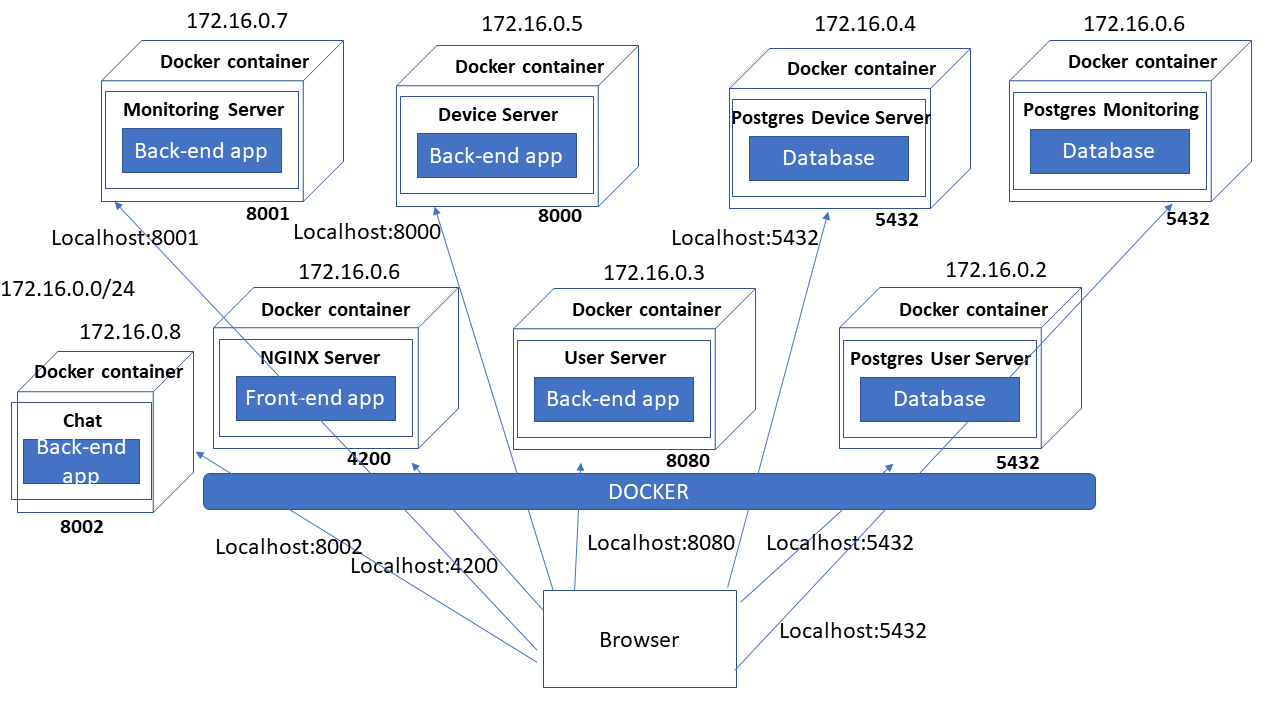 172.16.0.7
Docker container
Monitoring Server
Back-end app
8001
172.16.0.5
Docker container
Device Server
Back-end app
8000
172.16.0.4
Docker container
Postgres Device Server
Database
5432
172.16.0.6
Docker container
Postgres Monitoring
Database
5432
Localhost:8001
Localhost:8000
Localhost:5432
172.16.0.0/24
172.16.0.8
Docker container
Chat
Back-end
app
8002
172.16.0.6
Docker container
NGINX Server
Front-end app
4200
172.16.0.3
Docker container
User Server
Back-end app
8080
172.16.0.2
Docker container
Postgres User Server
Database
5432
DOCKER
Localhost:8002
Localhost:4200
Localhost:8080
Localhost:5432
Localhost:5432
Browser